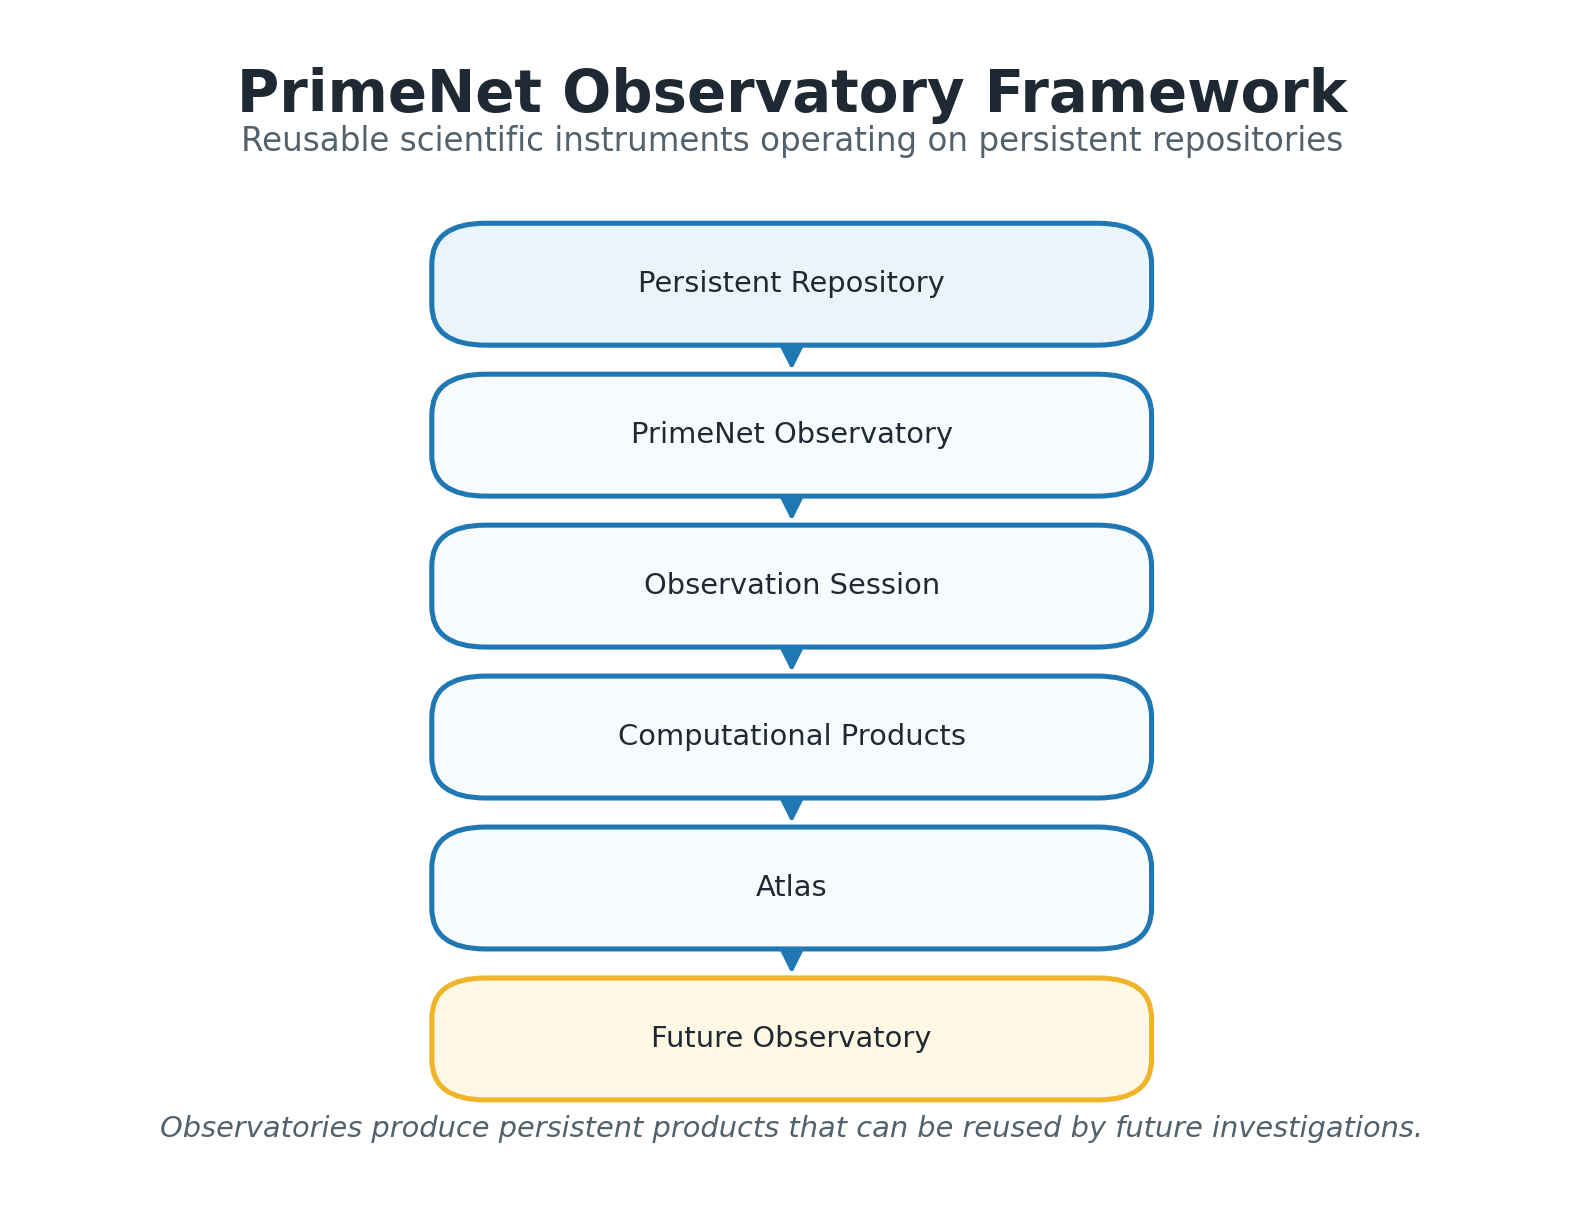 PrimeNet Observatory Framework
Reusable scientific instruments operating on persistent repositories
Persistent Repository
PrimeNet Observatory
Observation Session
Computational Products
Atlas
Future Observatory
Observatories produce persistent products that can be reused by future investigations.